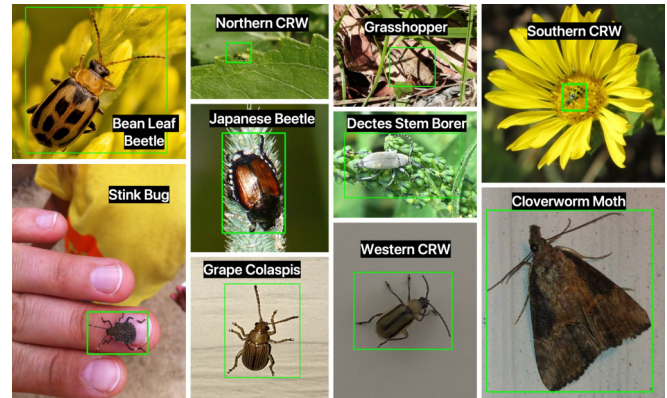 Bean Leaf
Beetle
Northern CRW
Grasshopper
Southern CRW
Japanese Beetle
Dectes Stem Borer
Stink Bug
Grape Colaspis
Western CRW
Cloverworm Moth